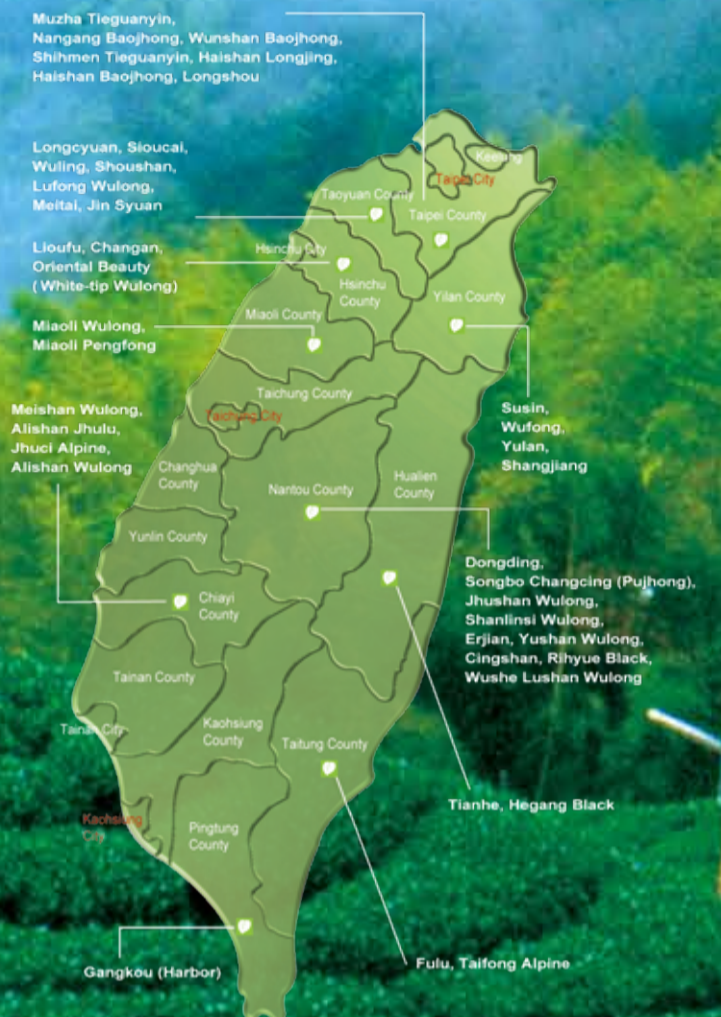 Muzha Tieguanyin,
Nangang Baojhong, Wunshan Baojhong,
Shihmen Tieguanyin, Haishan Longjing,
Haishan Baojhong, Longshou
Longcyuan, Sioucai,
Wuling, Shoushan,
Lufong Wulong,
Meitai, Jin Syuan
Lioufu, Changan,
Oriental Beauty
(White-tip Wulong)
Miaoli Wulong,
Miaoli Pengfong
Meishan Wulong,
Alishan Jhulu,
Jhuci Alpine,
Alishan Wulong
Keelung
Taipei City
Taoyuan County
Taipei County
Hsinchu City
Hsinchu
County
Yilan County
Miaoli County
Taichung County
Taichung City
Changhua
County
Nantou County
Hualien
County
Yunlin County
Chiayi
County
Tainan County
Tainan City
Kaohsiung
County
Taitung County
Kaohsiung
City
Pingtung
County
Susin,
Wufong,
Yulan,
Shangjiang
Dongding,
Songbo Changcing (Pujhong),
Jhushan Wulong,
Shanlinsi Wulong,
Erjian, Yushan Wulong,
Cingshan, Rihyue Black,
Wushe Lushan Wulong
Tianhe, Hegang Black
Fulu, Taifong Alpine
Gangkou (Harbor)